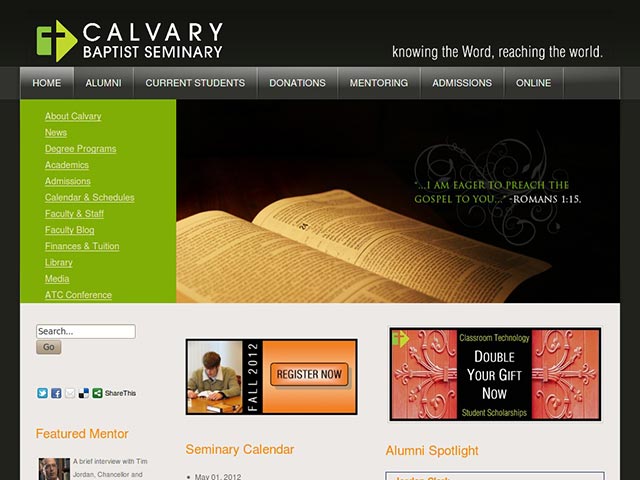 CALVARY
BAPTIST SEMINARY
knowing the Word, reaching the world.
HOME ALUMNI CURRENT STUDENTS DONATIONS MENTORING ADMISSIONS ONLINE
About Calvary
News
Degree Programs
Academics
Admissions
Calendar & Schedules
Faculty & Staff
Faculty Blog
Finances & Tuition
Library
Media
ATC Conference
"...I AM EAGER TO PREACH THE
GOSPEL TO YOU..." -ROMANS 1:15.
Search...
Go
ShareThis
Featured Mentor
A brief interview with Tim
Jordan, Chancellor and
FALL 2012
REGISTER NOW
Seminary Calendar
May 01, 2012
Classroom Technology
DOUBLE
YOUR GIFT
NOW
Student Scholarships
Alumni Spotlight